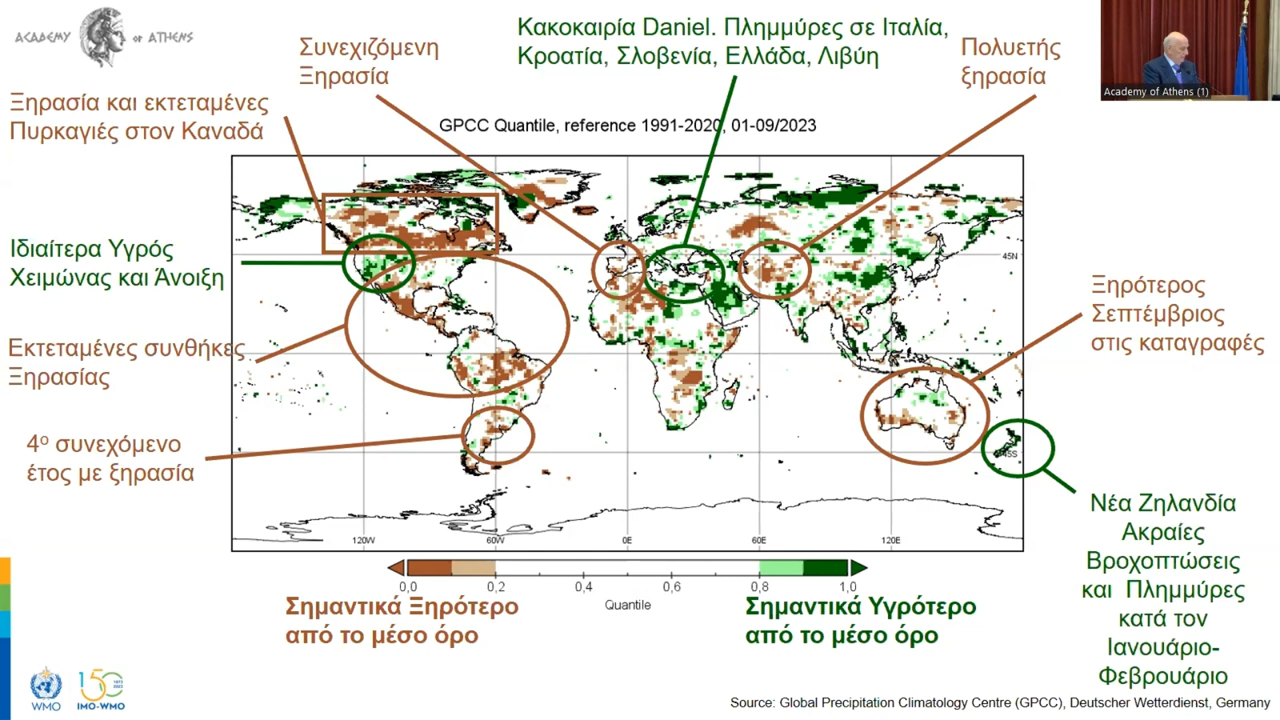 ACADEMY OF ATHENS
Κακοκαιρία Daniel. Πλημμύρες σε Ιταλία,
Κροατία, Σλοβενία, Ελλάδα, Λιβύη
Συνεχιζόμενη
Ξηρασία
Πολυετής
ξηρασία
Academy of Athens (1)
Ξηρασία και εκτεταμένες
Πυρκαγιές στον Καναδά
GPCC Quantile, reference 1991-2020, 01-09/2023
Ιδιαίτερα Υγρός
Χειμώνας και Άνοιξη
45N
Ξηρότερος
Σεπτέμβριος
στις καταγραφές
Εκτεταμένες συνθήκες
Ξηρασίας
4ο συνεχόμενο
έτος με ξηρασία
45S
Νέα Ζηλανδία
Ακραίες
Βροχοπτώσεις
και Πλημμύρες
κατά τον
Ιανουάριο-
Φεβρουάριο
120W 60W 0E 60E 120E
0,0 0,2 0,4 0,6 0,8 1,0
Quantile
Σημαντικά Ξηρότερο
από το μέσο όρο
Σημαντικά Υγρότερο
από το μέσο όρο
WMO
IMO-WMO
Source: Global Precipitation Climatology Centre (GPCC), Deutscher Wetterdienst, Germany